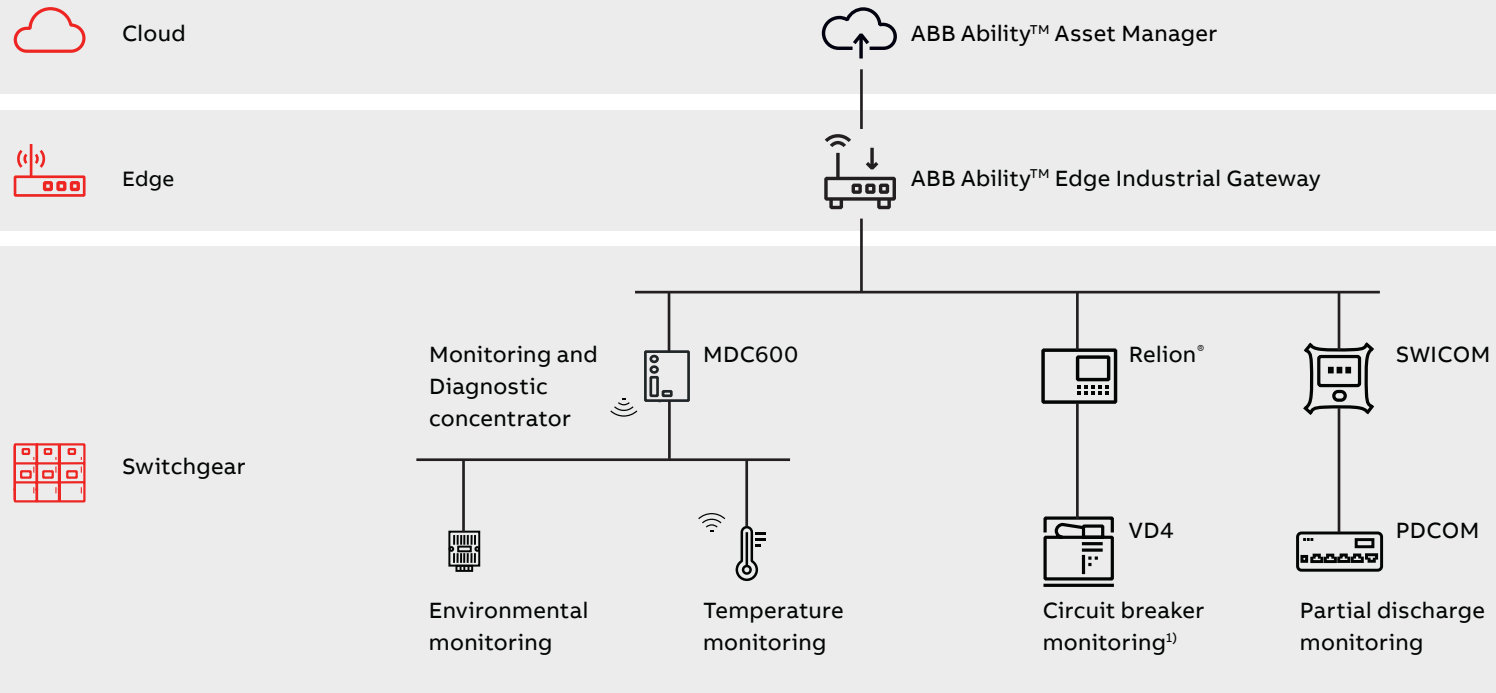 Cloud
ABB Ability™ Asset Manager
Edge
ABB Ability™ Edge Industrial Gateway
Switchgear
Monitoring and
Diagnostic
concentrator
MDC600
Relion®
SWICOM
VD4
PDCOM
Environmental
monitoring
Temperature
monitoring
Circuit breaker
monitoring¹⁾
Partial discharge
monitoring